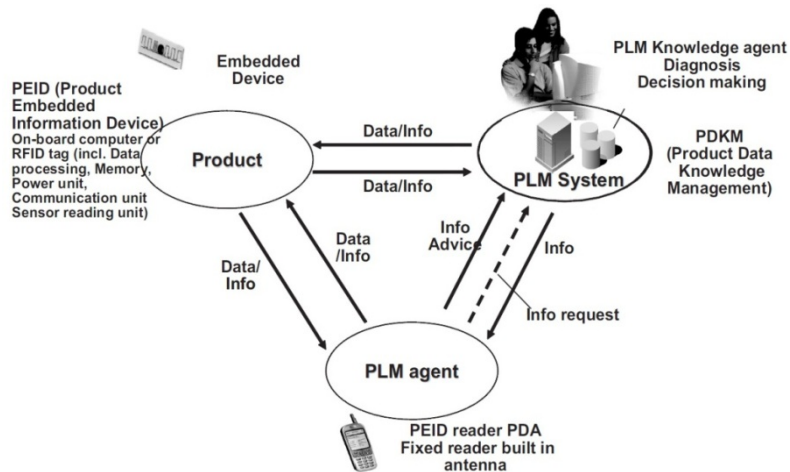 Embedded
Device
PEID (Product
Embedded
Information Device)
On-board computer or
RFID tag (incl. Data
processing, Memory,
Power unit,
Communication unit
Sensor reading unit)
Product
Data/Info
Data/Info
PLM Knowledge agent
Diagnosis
Decision making
PLM System
PDKM
(Product Data
Knowledge
Management)
Data/
Info
Data
/Info
Info
Advice
Info
Info request
PLM agent
PEID reader PDA
Fixed reader built in
antenna